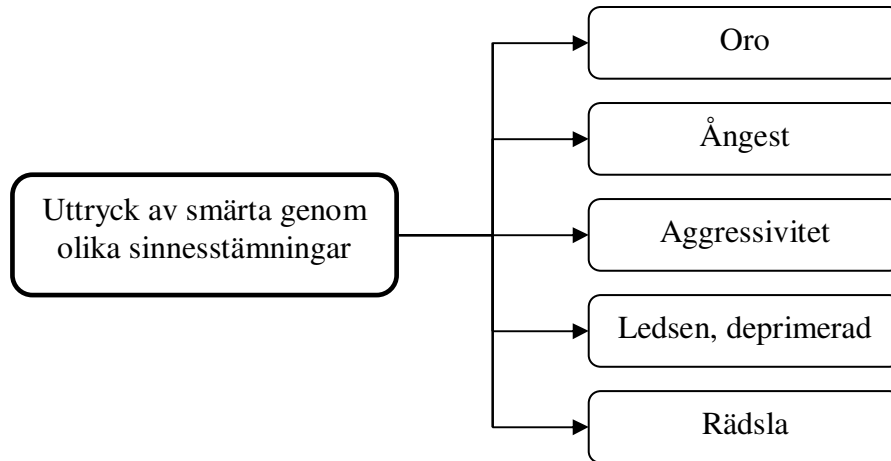 Uttryck av smärta genom
olika sinnesstämningar
Oro
Ångest
Aggressivitet
Ledsen, deprimerad
Rädsla